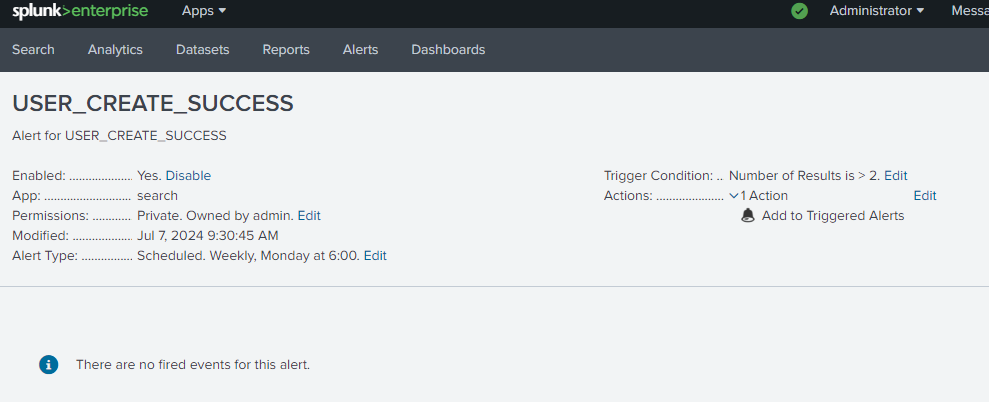 splunk>enterprise Apps Administrator Messa
Search Analytics Datasets Reports Alerts Dashboards
USER_CREATE_SUCCESS
Alert for USER_CREATE_SUCCESS
Enabled: ................... Yes. Disable
App: .......................... search
Permissions: ............ Private. Owned by admin. Edit
Modified: .................. Jul 7, 2024 9:30:45 AM
Alert Type: ............... Scheduled. Weekly, Monday at 6:00. Edit
Trigger Condition: .. Number of Results is > 2. Edit
Actions: .................... 1 Action Edit
Add to Triggered Alerts
There are no fired events for this alert.